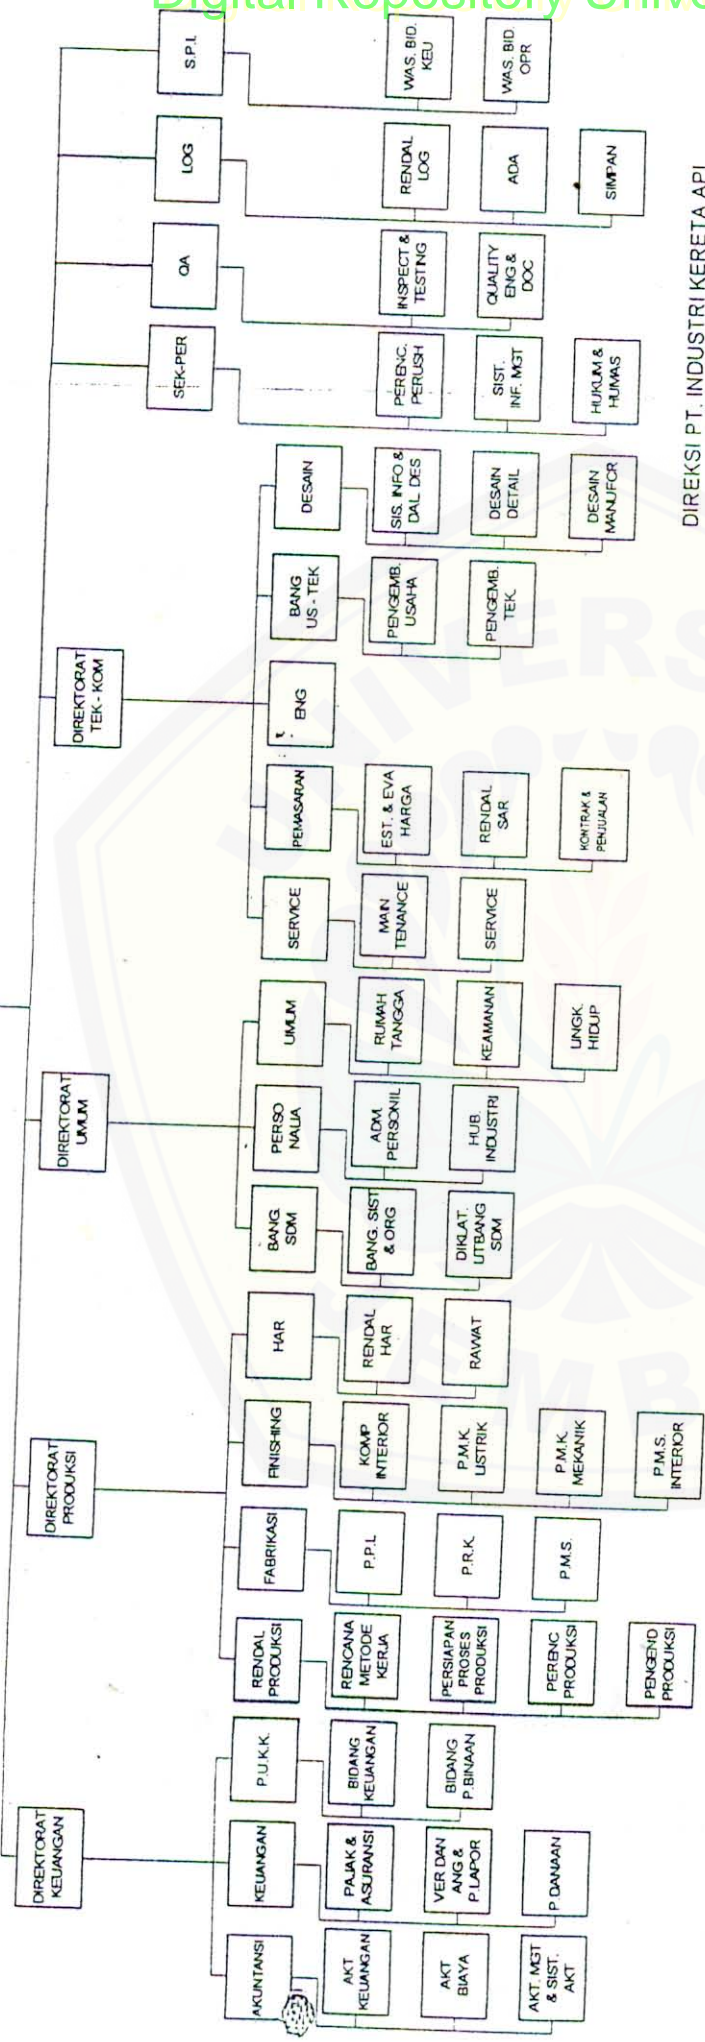 Digital Repository Unive
DIREKTORAT
KEUANGAN
DIREKTORAT
PRODUKSI
DIREKTORAT
UMUM
DIREKTORAT
TEK - KOM
SEK-PER
QA
LOG
S.P.I.
AKUNTANSI
KEUANGAN
P.U.K.K.
RENDAL
PRODUKSI
FABRIKASI
FINISHING
HAR
BANG.
SDM
PERSO
NALIA
UMUM
SERVICE
PEMASARAN
ENG
BANG
US - TEK
DESAIN
AKT
KEUANGAN
AKT
BIAYA
AKT. MGT
& SIST.
AKT
PAJAK &
ASURANSI
VER DAN
ANG &
P.LAPOR
P.DANAAN
BIDANG
KEUANGAN
BIDANG
P.BINAAN
RENCANA
METODE
KERJA
PERSIAPAN
PROSES
PRODUKSI
PERENC
PRODUKSI
PENGEND
PRODUKSI
P.P.L
P.R.K.
P.M.S.
KOMP
INTERIOR
P.M.K.
LISTRIK
P.M.K.
MEKANIK
P.M.S.
INTERIOR
RENDAL
HAR
RAWAT
BANG. SIST
& ORG
DIKLAT.
UTBANG
SDM
ADM.
PERSONIL
HUB.
INDUSTRI
RUMAH
TANGGA
KEAMANAN
LINGK.
HIDUP
MAIN
TENANCE
SERVICE
EST. & EVA
HARGA
RENDAL
SAR
KONTRAK &
PENJUALAN
PENGEMB.
USAHA
PENGEMB.
TEK.
SIS. INFO &
DAL DES
DESAIN
DETAIL
DESAIN
MANUFCR
PERENC.
PERUSH
SIST.
INF. MGT
HUKUM &
HUMAS
INSPECT &
TESTING
QUALITY
ENG &
DOC
RENDAL
LOG
ADA
SIMPAN
WAS. BID.
KEU
WAS. BID.
OPR
DIREKSI PT. INDUSTRI KERETA API